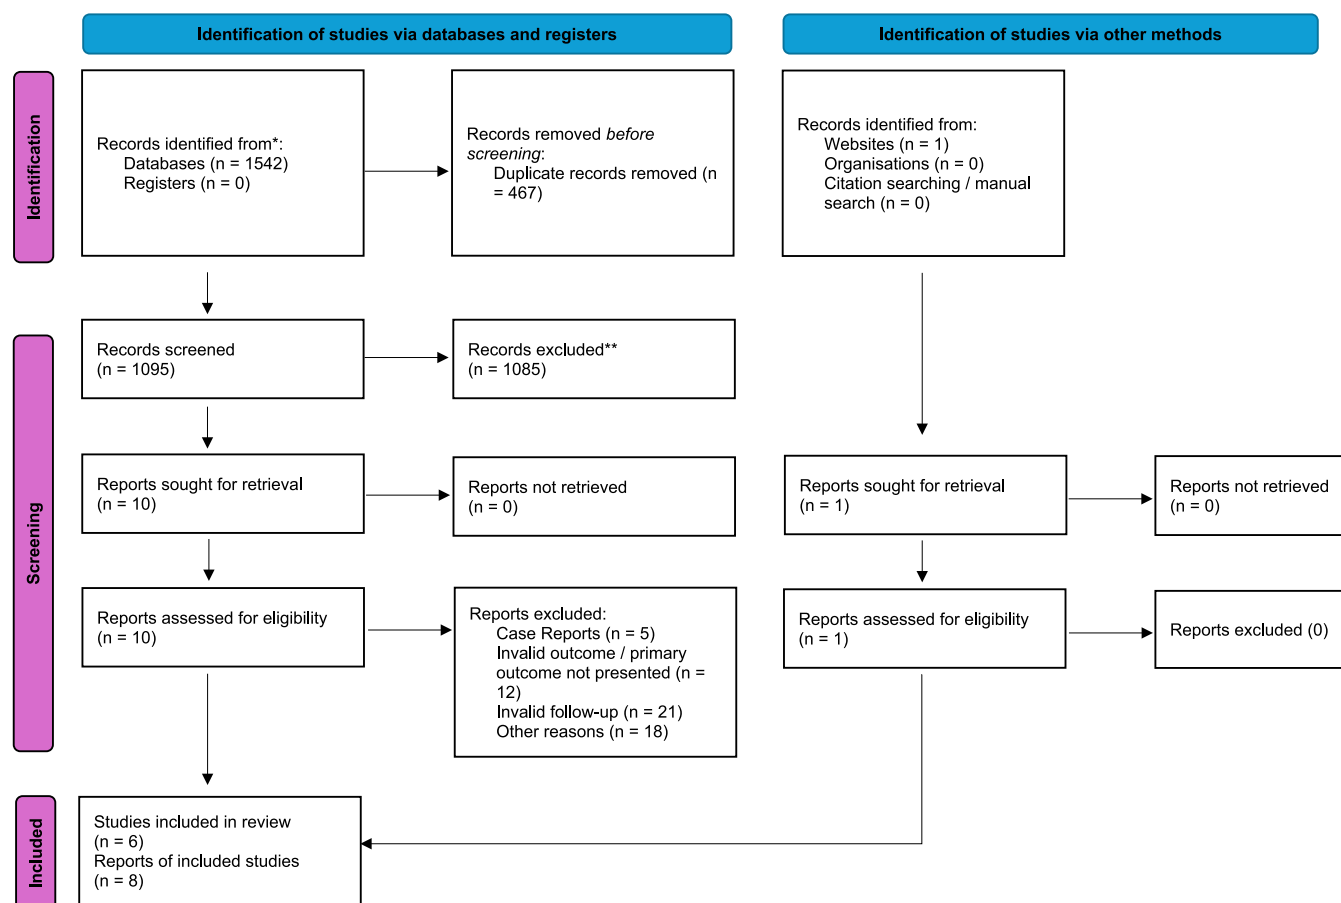 Identification of studies via databases and registers
Identification of studies via other methods
Identification
Records identified from*:
Databases (n = 1542)
Registers (n = 0)
Records removed before
screening:
Duplicate records removed (n
= 467)
Records identified from:
Websites (n = 1)
Organisations (n = 0)
Citation searching / manual
search (n = 0)
Screening
Records screened
(n = 1095)
Records excluded**
(n = 1085)
Reports sought for retrieval
(n = 10)
Reports not retrieved
(n = 0)
Reports sought for retrieval
(n = 1)
Reports not retrieved
(n = 0)
Reports assessed for eligibility
(n = 10)
Reports excluded:
Case Reports (n = 5)
Invalid outcome / primary
outcome not presented (n =
12)
Invalid follow-up (n = 21)
Other reasons (n = 18)
Reports assessed for eligibility
(n = 1)
Reports excluded (0)
Included
Studies included in review
(n = 6)
Reports of included studies
(n = 8)